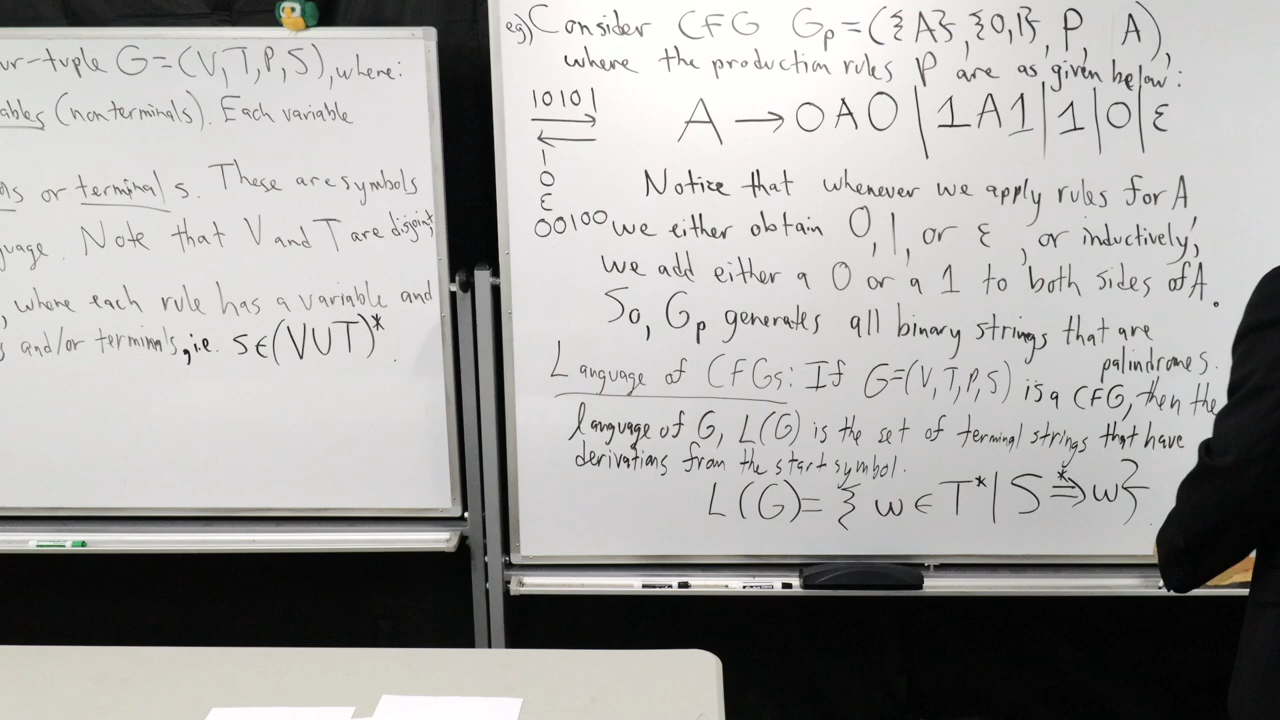 ur-tuple G=(V,T,P,S), where:
ables (nonterminals). Each variable
or terminals. These are symbols
guage. Note that V and T are disjoint
, where each rule has a variable and
s and/or terminals, i.e. S∈(VUT)*.
eg) Consider CFG Gp=({A},{0,1}, P, A),
where the production rules P are as given below:
10101
A → 0A0 | 1A1 | 1 | 0 | ε
1
0
ε
00100
Notice that whenever we apply rules for A,
we either obtain 0, 1, or ε, or inductively,
we add either a 0 or a 1 to both sides of A.
So, Gp generates all binary strings that are
palindromes.
Language of CFGs: If G=(V,T,P,S) is a CFG, then the
language of G, L(G) is the set of terminal strings that have
derivations from the start symbol.
L(G)= { w ∈ T* | S *⇒ w}